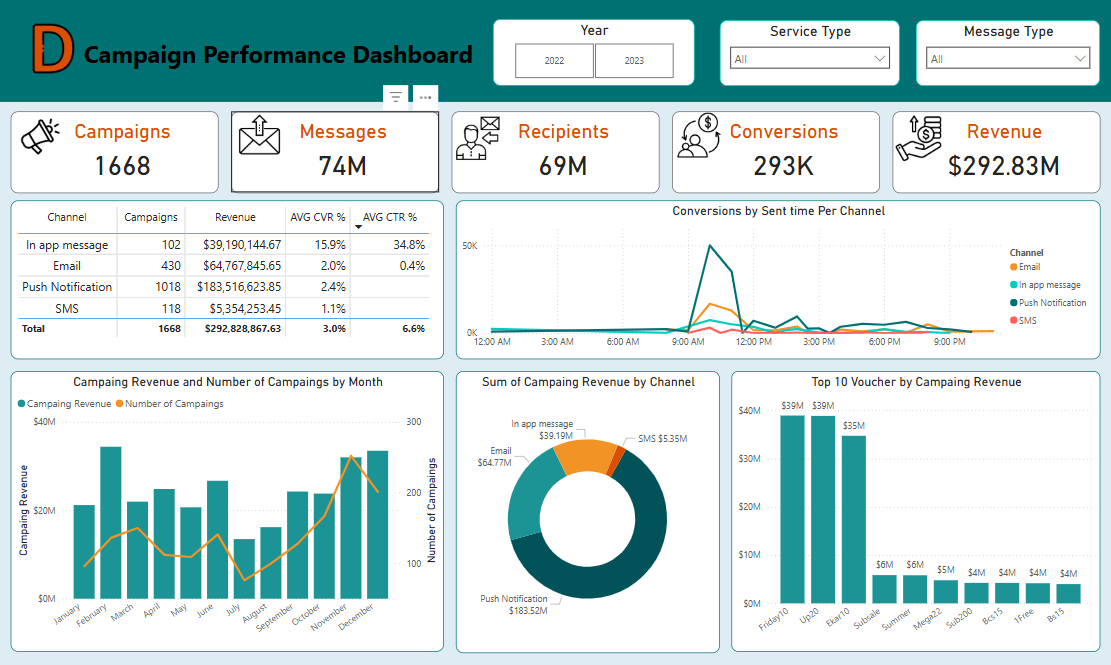 D Campaign Performance Dashboard
Year
2022 2023
Service Type
All
Message Type
All
Campaigns
1668
Messages
74M
Recipients
69M
Conversions
293K
Revenue
$292.83M
Channel Campaigns Revenue AVG CVR % AVG CTR %
In app message 102 $39,190,144.67 15.9% 34.8%
Email 430 $64,767,845.65 2.0% 0.4%
Push Notification 1018 $183,516,623.85 2.4%
SMS 118 $5,354,253.45 1.1%
Total 1668 $292,828,867.63 3.0% 6.6%
Conversions by Sent time Per Channel
50K
0K
12:00 AM 3:00 AM 6:00 AM 9:00 AM 12:00 PM 3:00 PM 6:00 PM 9:00 PM
Channel
Email
In app message
Push Notification
SMS
Campaing Revenue and Number of Campaings by Month
Campaing Revenue Number of Campaings
$40M
$20M
$0M
Campaing Revenue
300
200
100
Number of Campaings
January February March April May June July August September October November December
Sum of Campaing Revenue by Channel
In app message
$39.19M
SMS $5.35M
Email
$64.77M
Push Notification
$183.52M
Top 10 Voucher by Campaing Revenue
$40M
$30M
$20M
$10M
$0M
$39M $39M $35M $6M $6M $5M $4M $4M $4M $4M
Friday10 Up20 Ekar10 Subsale Summer Mega22 Sub200 Bcs15 1Free Bs15